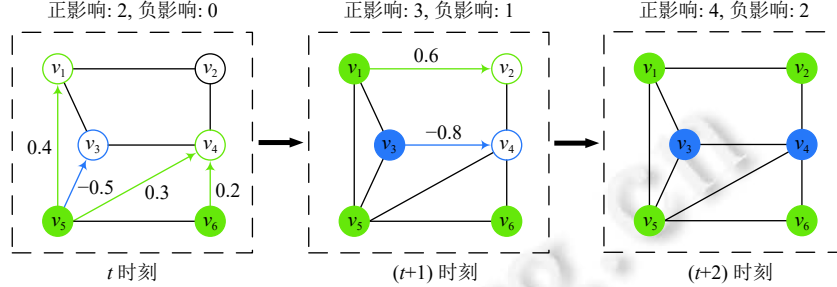 正影响: 2, 负影响: 0
正影响: 3, 负影响: 1
正影响: 4, 负影响: 2
v1
v2
v3
v4
0.4
−0.5
0.3
0.2
v5
v6
t 时刻
v1
0.6
v2
v3
−0.8
v4
v5
v6
(t+1) 时刻
v1
v2
v3
v4
v5
v6
(t+2) 时刻